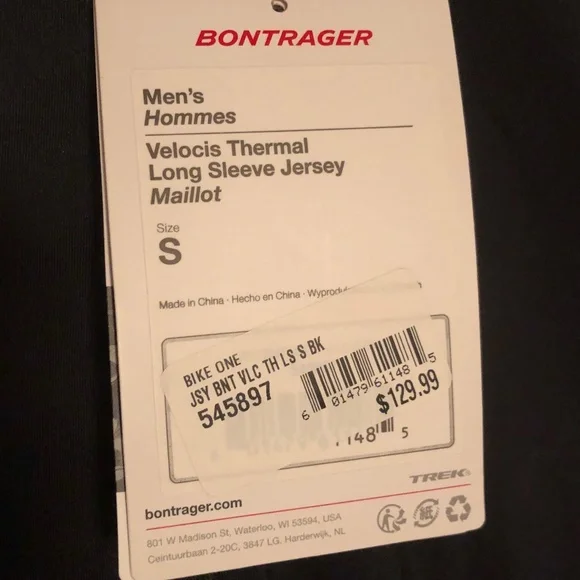 BONTRAGER
Men's
Hommes
Velocis Thermal
Long Sleeve Jersey
Maillot
Size
S
Made in China · Hecho en China ·
BIKE ONE
JSY BNT VLC TH LS S BK
545897
6 01479 61148 5
$129.99
148 5
TREK
bontrager.com
801 W Madison St, Waterloo, WI 53594, USA
Ceintuurbaan 2-20C, 3847 LG. Harderwijk, NL